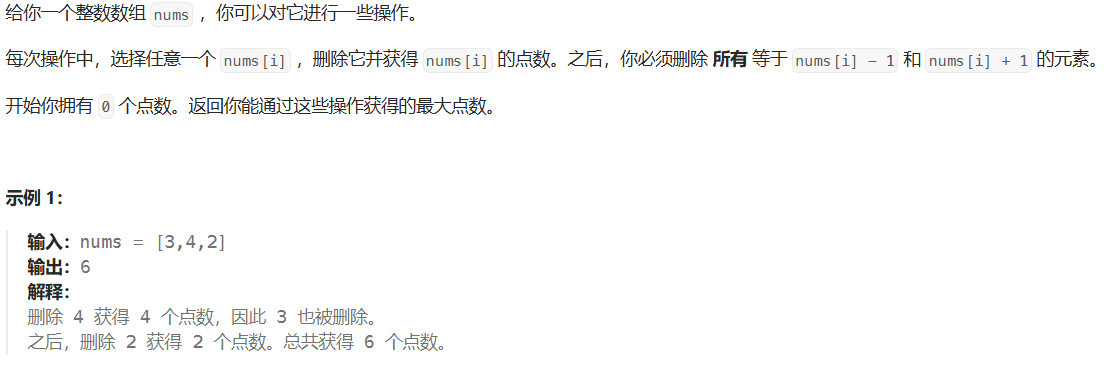 给你一个整数数组 nums ，你可以对它进行一些操作。
每次操作中，选择任意一个 nums[i] ，删除它并获得 nums[i] 的点数。之后，你必须删除 所有 等于 nums[i] - 1 和 nums[i] + 1 的元素。
开始你拥有 0 个点数。返回你能通过这些操作获得的最大点数。
示例 1：
输入：nums = [3,4,2]
输出：6
解释：
删除 4 获得 4 个点数，因此 3 也被删除。
之后，删除 2 获得 2 个点数。总共获得 6 个点数。